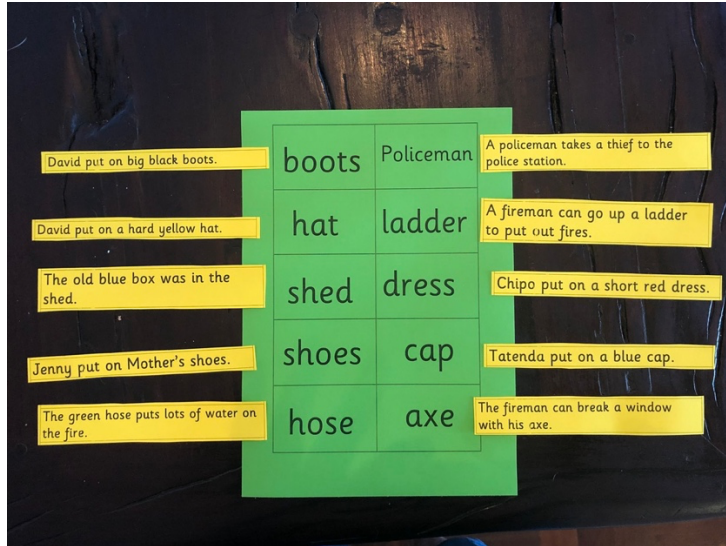 David put on big black boots.
boots
Policeman
A policeman takes a thief to the
police station.
David put on a hard yellow hat.
hat
ladder
A fireman can go up a ladder
to put out fires.
The old blue box was in the
shed.
shed
dress
Chipo put on a short red dress.
Jenny put on Mother's shoes.
shoes
cap
Tatenda put on a blue cap.
The green hose puts lots of water on
the fire.
hose
axe
The fireman can break a window
with his axe.